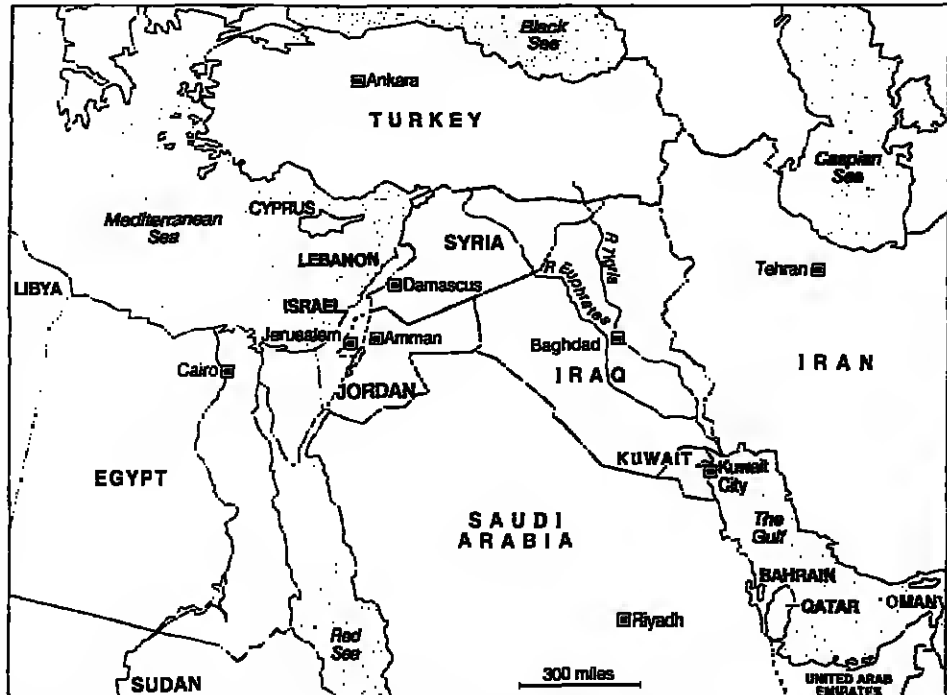 Black
Sea
Ankara
TURKEY
Caspian
Sea
Mediterranean
Sea
CYPRUS
SYRIA
LEBANON
R Tigris
R Euphrates
Tehran
LIBYA
Damascus
ISRAEL
Jerusalem
Amman
Baghdad
IRAQ
IRAN
Cairo
JORDAN
KUWAIT
Kuwait
City
EGYPT
SAUDI
ARABIA
The
Gulf
BAHRAIN
QATAR
OMAN
Riyadh
Red
Sea
300 miles
SUDAN
UNITED ARAB
EMIRATES